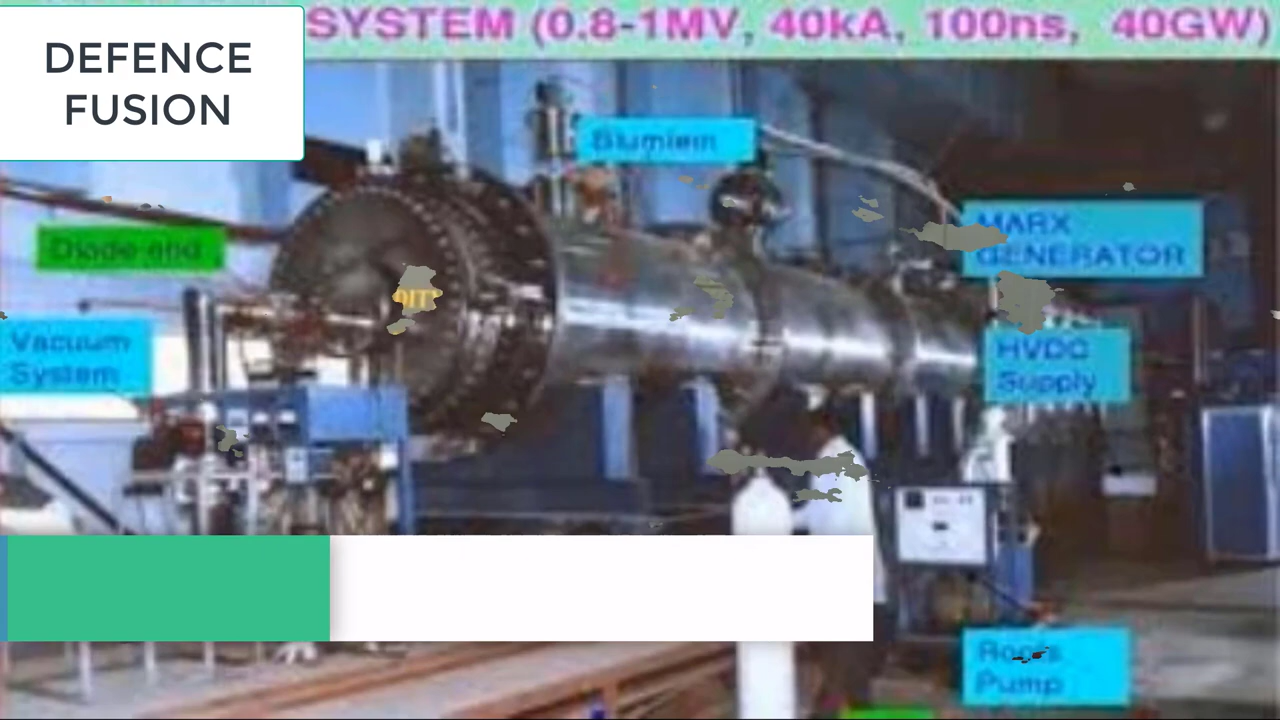 SYSTEM (0.8-1MV, 40kA, 100ns, 40GW)
DEFENCE
FUSION
Blumlein
MARX
GENERATOR
Diode end
Vacuum
System
HVDC
Supply
Roots
Pump